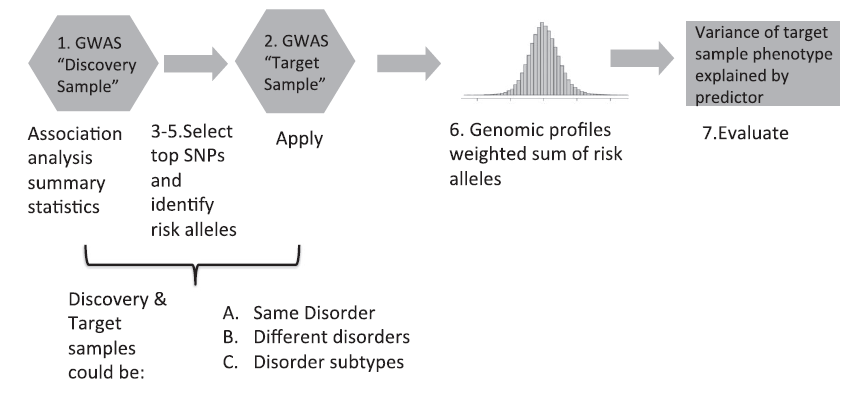 1. GWAS
“Discovery
Sample”
2. GWAS
“Target
Sample”
Variance of target
sample phenotype
explained by
predictor
Association
analysis
summary
statistics
3-5.Select
top SNPs
and
identify
risk alleles
Apply
6. Genomic profiles
weighted sum of risk
alleles
7.Evaluate
Discovery &
Target
samples
could be:
A. Same Disorder
B. Different disorders
C. Disorder subtypes